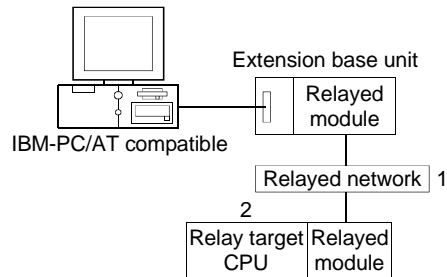 Extension base unit
Relayed
module
IBM-PC/AT compatible
Relayed network 1
2
Relay target
CPU
Relayed
module